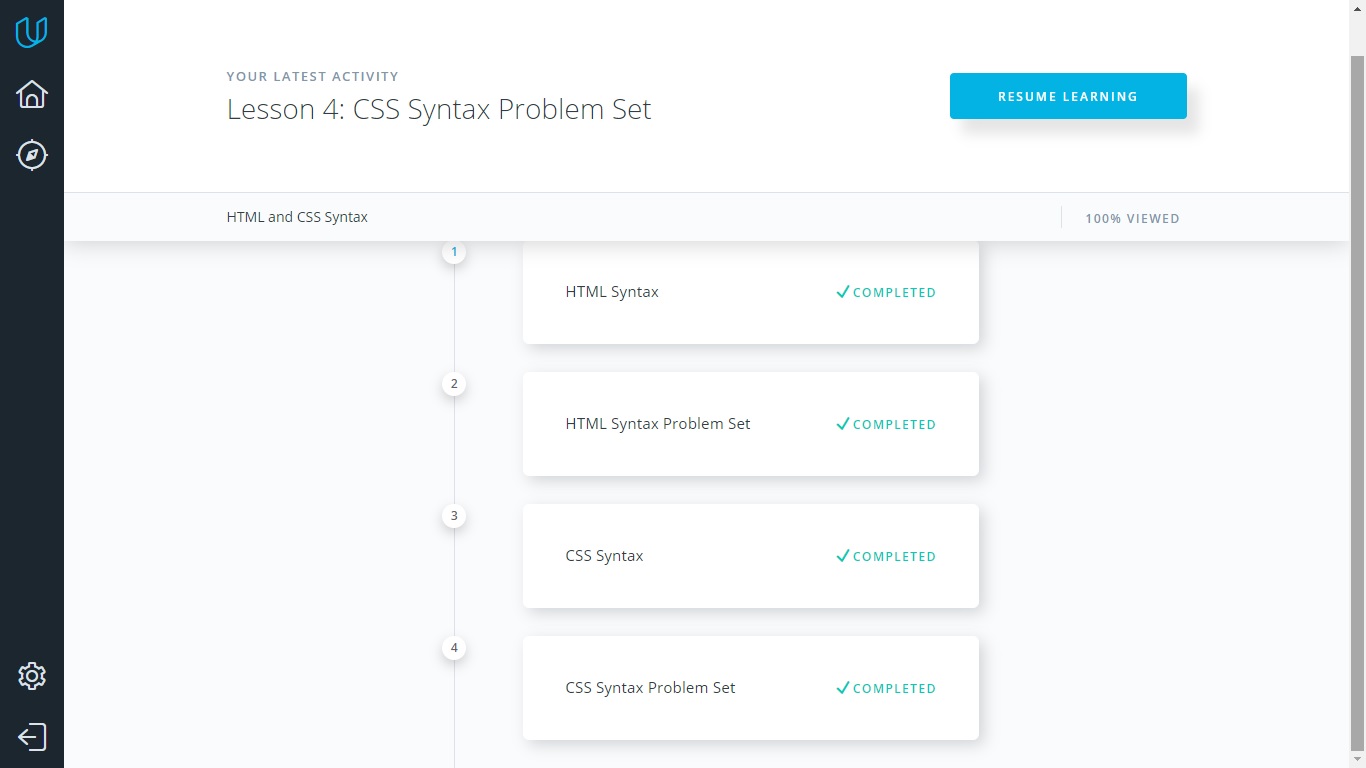 YOUR LATEST ACTIVITY
Lesson 4: CSS Syntax Problem Set
RESUME LEARNING
HTML and CSS Syntax
100% VIEWED
1
HTML Syntax
COMPLETED
2
HTML Syntax Problem Set
COMPLETED
3
CSS Syntax
COMPLETED
4
CSS Syntax Problem Set
COMPLETED